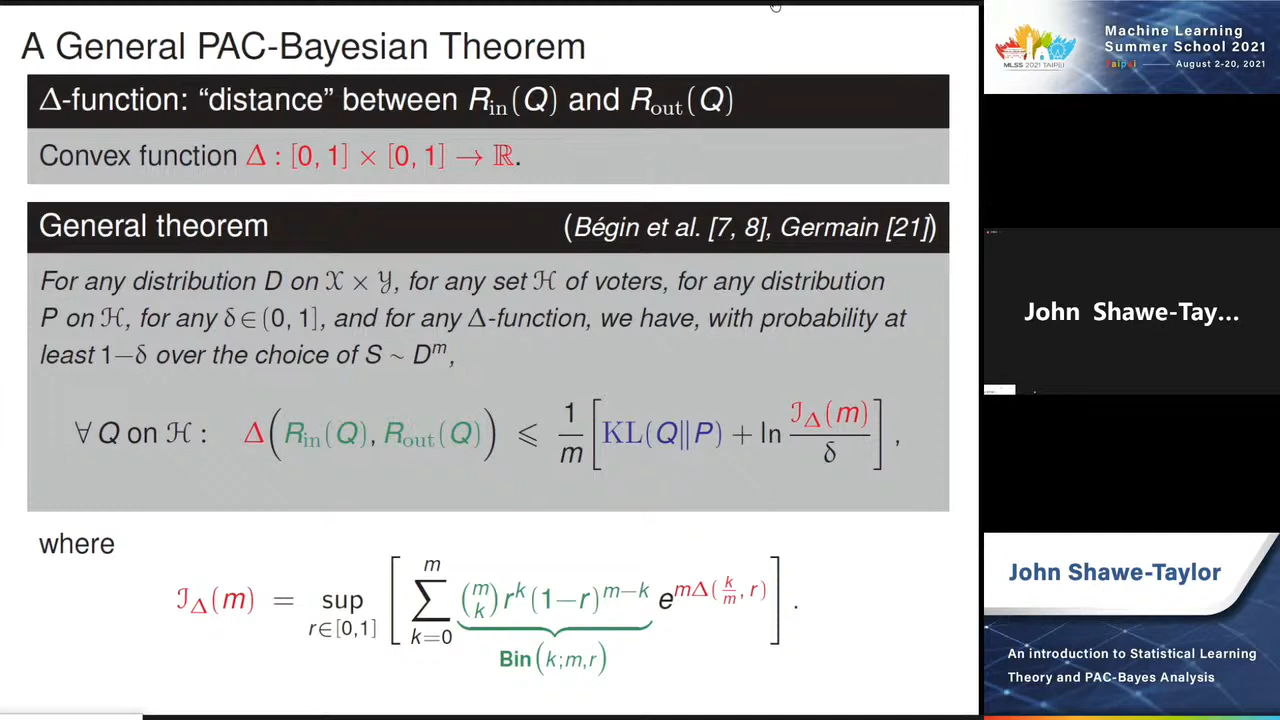 A General PAC-Bayesian Theorem
Δ-function: “distance” between R_in(Q) and R_out(Q)
Convex function Δ : [0, 1] × [0, 1] → ℝ.
General theorem (Bégin et al. [7, 8], Germain [21])
For any distribution D on 𝒳 × 𝒴, for any set ℋ of voters, for any distribution
P on ℋ, for any δ∈(0, 1], and for any Δ-function, we have, with probability at
least 1−δ over the choice of S ∼ D^m,
∀ Q on ℋ : Δ(R_in(Q), R_out(Q)) ⩽ 1/m [KL(Q‖P) + ln ℐ_Δ(m)/δ] ,
where
ℐ_Δ(m) = sup_{r∈[0,1]} [∑_{k=0}^{m} (m k) r^k (1−r)^{m−k} e^{mΔ(k/m, r)}] .
Bin(k;m,r)
MLSS 2021 TAIPEI
Machine Learning
Summer School 2021
Taipei August 2-20, 2021
John Shawe-Tay...
John Shawe-Taylor
An introduction to Statistical Learning
Theory and PAC-Bayes Analysis